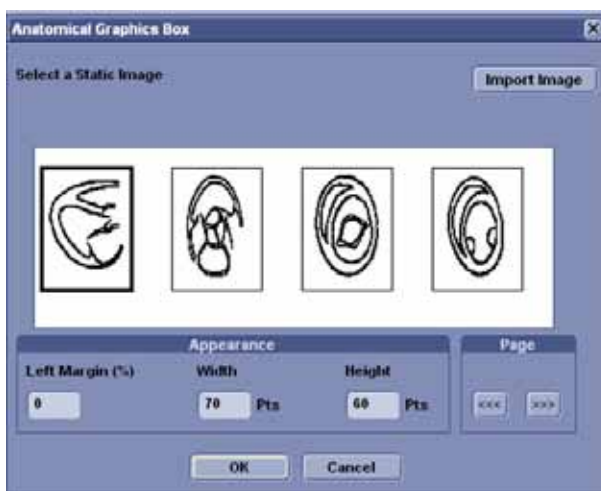 Anatomical Graphics Box
Select a Static Image
Import Image
Appearance
Page
Left Margin (%)
Width
Height
0
70 Pts
60 Pts
<<<
>>>
OK
Cancel